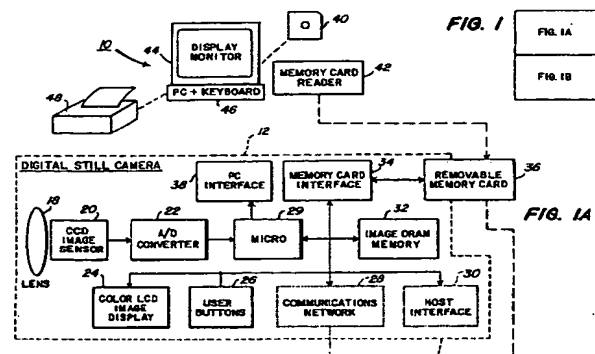 FIG. 1
FIG. 1A
FIG. 1B
10
44
DISPLAY
MONITOR
40
42
MEMORY CARD
READER
48
PC + KEYBOARD
46
12
DIGITAL STILL CAMERA
38
PC
INTERFACE
34
MEMORY CARD
INTERFACE
36
REMOVABLE
MEMORY CARD
FIG. 1A
18
LENS
20
CCD
IMAGE
SENSOR
22
A/D
CONVERTER
29
MICRO
32
IMAGE DRAM
MEMORY
24
COLOR LCD
IMAGE
DISPLAY
26
USER
BUTTONS
28
COMMUNICATIONS
NETWORK
30
HOST
INTERFACE